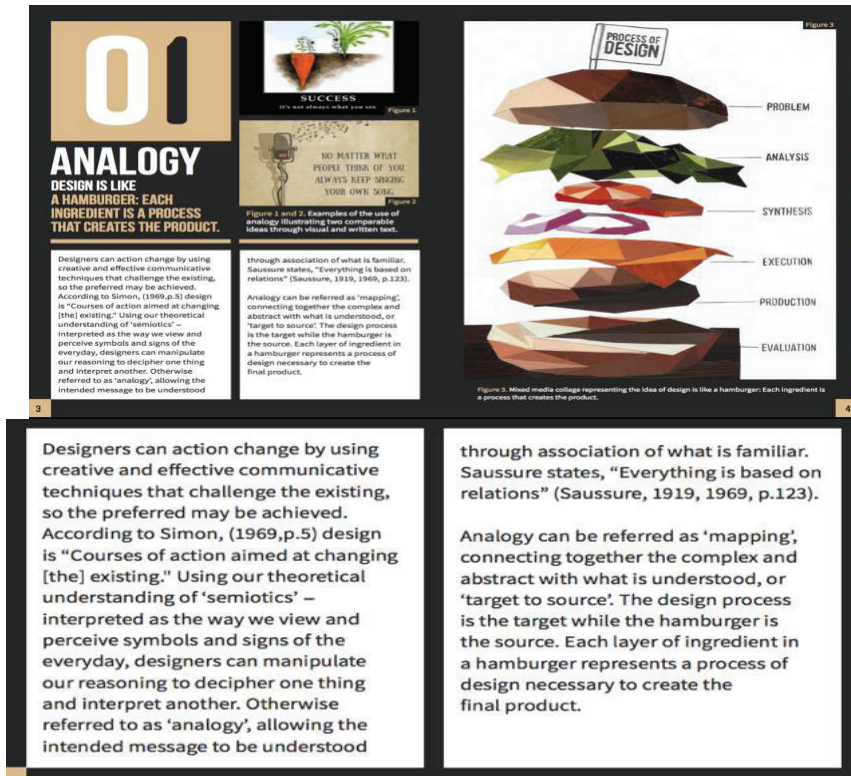 01
ANALOGY
DESIGN IS LIKE
A HAMBURGER: EACH
INGREDIENT IS A PROCESS
THAT CREATES THE PRODUCT.
SUCCESS
it's not always what you see
Figure 1
NO MATTER WHAT
PEOPLE THINK OF YOU,
ALWAYS KEEP SINGING
YOUR OWN SONG
Figure 2
Figure 1 and 2. Examples of the use of
analogy illustrating two comparable
ideas through visual and written text.
Designers can action change by using
creative and effective communicative
techniques that challenge the existing,
so the preferred may be achieved.
According to Simon, (1969,p.5) design
is “Courses of action aimed at changing
[the] existing." Using our theoretical
understanding of ‘semiotics’ –
interpreted as the way we view and
perceive symbols and signs of the
everyday, designers can manipulate
our reasoning to decipher one thing
and interpret another. Otherwise
referred to as ‘analogy’, allowing the
intended message to be understood
through association of what is familiar.
Saussure states, “Everything is based on
relations” (Saussure, 1919, 1969, p.123).
Analogy can be referred as ‘mapping’,
connecting together the complex and
abstract with what is understood, or
‘target to source’. The design process
is the target while the hamburger is
the source. Each layer of ingredient in
a hamburger represents a process of
design necessary to create the
final product.
3
Figure 3
PROCESS OF
DESIGN
PROBLEM
ANALYSIS
SYNTHESIS
EXECUTION
PRODUCTION
EVALUATION
Figure 3. Mixed media collage representing the idea of design is like a hamburger: Each ingredient is
a process that creates the product.
4
Designers can action change by using
creative and effective communicative
techniques that challenge the existing,
so the preferred may be achieved.
According to Simon, (1969,p.5) design
is “Courses of action aimed at changing
[the] existing." Using our theoretical
understanding of ‘semiotics’ –
interpreted as the way we view and
perceive symbols and signs of the
everyday, designers can manipulate
our reasoning to decipher one thing
and interpret another. Otherwise
referred to as ‘analogy’, allowing the
intended message to be understood
through association of what is familiar.
Saussure states, “Everything is based on
relations” (Saussure, 1919, 1969, p.123).
Analogy can be referred as ‘mapping’,
connecting together the complex and
abstract with what is understood, or
‘target to source’. The design process
is the target while the hamburger is
the source. Each layer of ingredient in
a hamburger represents a process of
design necessary to create the
final product.